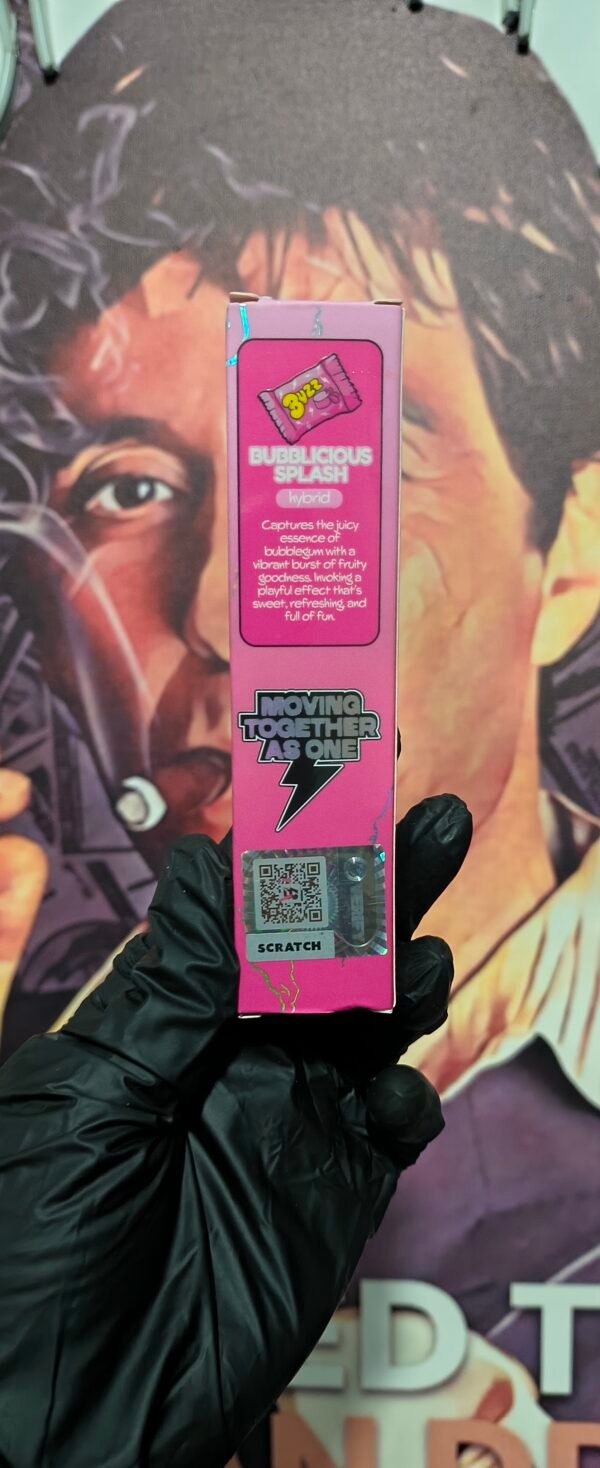 BUZZ
BUBBLICIOUS
SPLASH
hybrid
Captures the juicy
essence of
bubblegum with a
vibrant burst of fruity
goodness. Invoking a
playful effect that's
sweet, refreshing, and
full of fun.
MOVING
TOGETHER
AS ONE
SCRATCH
ED T